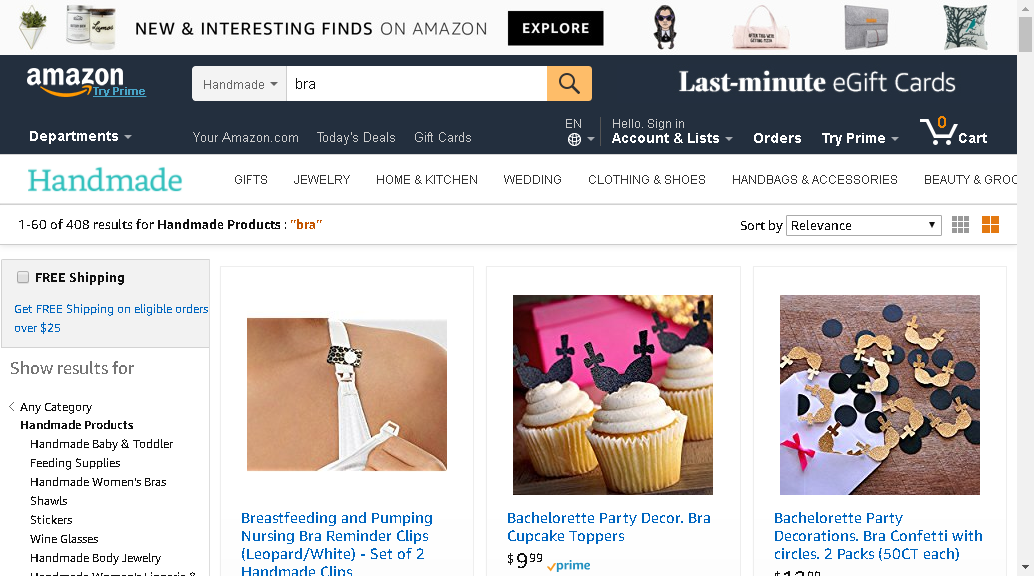 NEW & INTERESTING FINDS ON AMAZON EXPLORE
amazon
Try Prime
Handmade
bra
Last-minute eGift Cards
Departments
Your Amazon.com
Today's Deals
Gift Cards
EN
Hello. Sign in
Account & Lists
Orders
Try Prime
0
Cart
Handmade
GIFTS
JEWELRY
HOME & KITCHEN
WEDDING
CLOTHING & SHOES
HANDBAGS & ACCESSORIES
BEAUTY & GROO
1-60 of 408 results for Handmade Products : "bra"
Sort by Relevance
FREE Shipping
Get FREE Shipping on eligible orders
over $25
Show results for
Any Category
Handmade Products
Handmade Baby & Toddler
Feeding Supplies
Handmade Women's Bras
Shawls
Stickers
Wine Glasses
Handmade Body Jewelry
Handmade Women's Lingerie &
Breastfeeding and Pumping
Nursing Bra Reminder Clips
(Leopard/White) - Set of 2
Handmade Clips
Bachelorette Party Decor. Bra
Cupcake Toppers
$9 99 prime
Bachelorette Party
Decorations. Bra Confetti with
circles. 2 Packs (50CT each)